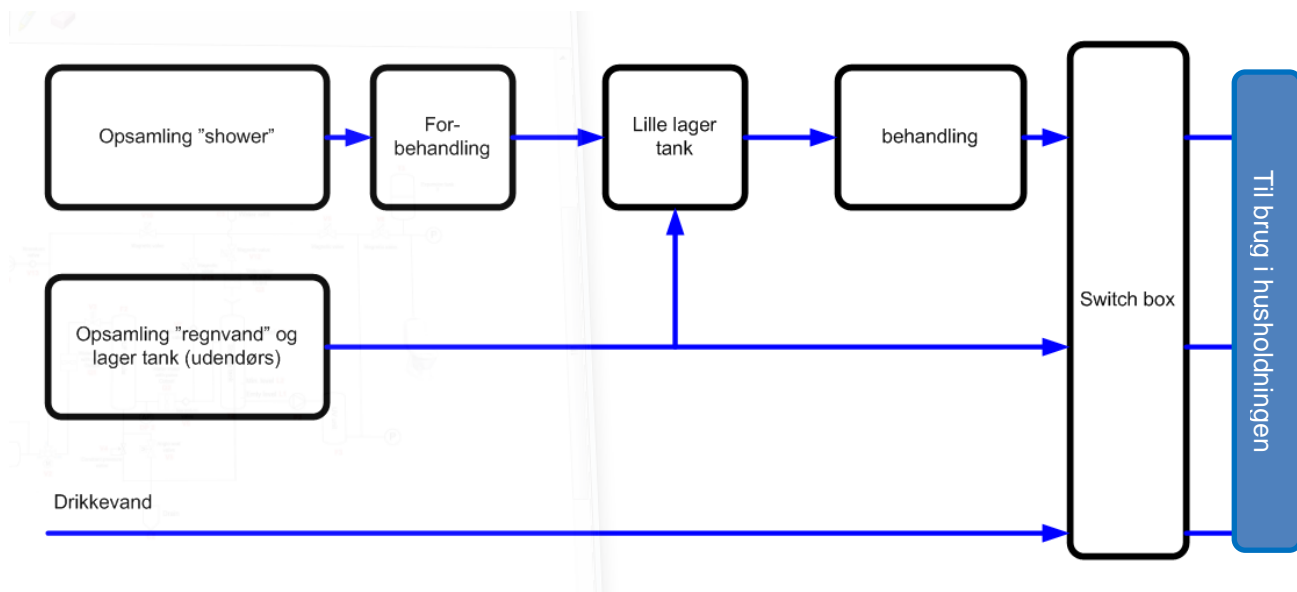 Opsamling ”shower”
For-
behandling
Lille lager
tank
behandling
Switch box
Til brug i husholdningen
Opsamling ”regnvand” og
lager tank (udendørs)
Drikkevand